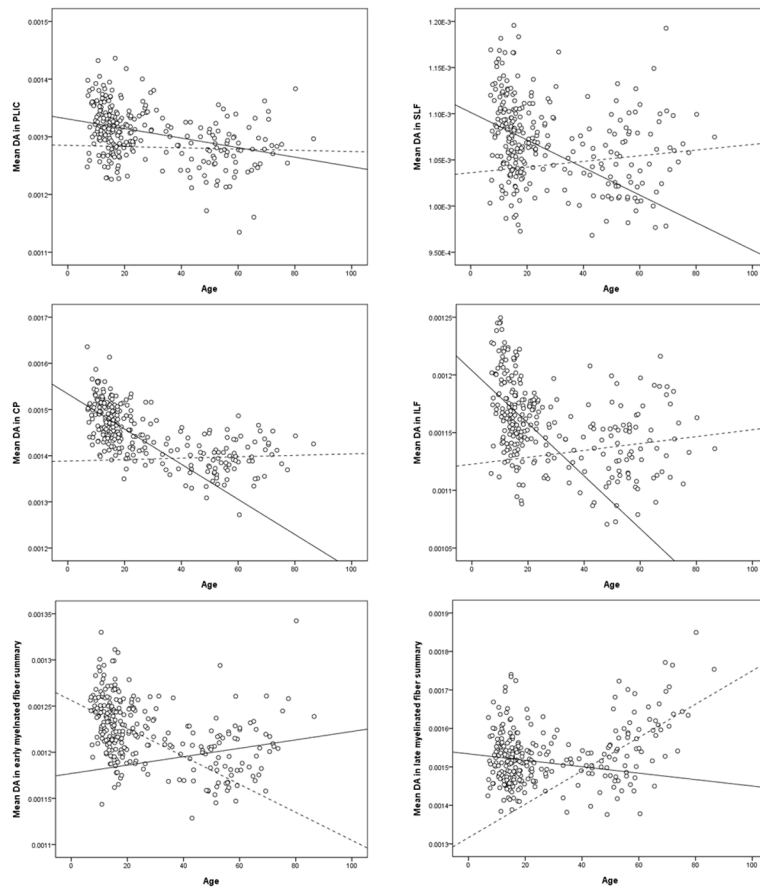 Mean DA in PLIC
0.0015
0.0014
0.0013
0.0012
0.0011
0 20 40 60 80 100
Age
Mean DA in SLF
1.20E-3
1.15E-3
1.10E-3
1.05E-3
1.00E-3
9.50E-4
0 20 40 60 80 100
Age
Mean DA in CP
0.0017
0.0016
0.0015
0.0014
0.0013
0.0012
0 20 40 60 80 100
Age
Mean DA in ILF
0.00125
0.0012
0.00115
0.0011
0.00105
0 20 40 60 80 100
Age
Mean DA in early myelinated fiber summary
0.00135
0.0013
0.00125
0.0012
0.00115
0.0011
0 20 40 60 80 100
Age
Mean DA in late myelinated fiber summary
0.0019
0.0018
0.0017
0.0016
0.0015
0.0014
0.0013
0 20 40 60 80 100
Age